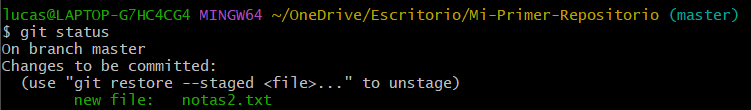 lucas@LAPTOP-G7HC4CG4 MINGW64 ~/OneDrive/Escritorio/Mi-Primer-Repositorio (master)
$ git status
On branch master
Changes to be committed:
  (use "git restore --staged <file>..." to unstage)
        new file:   notas2.txt